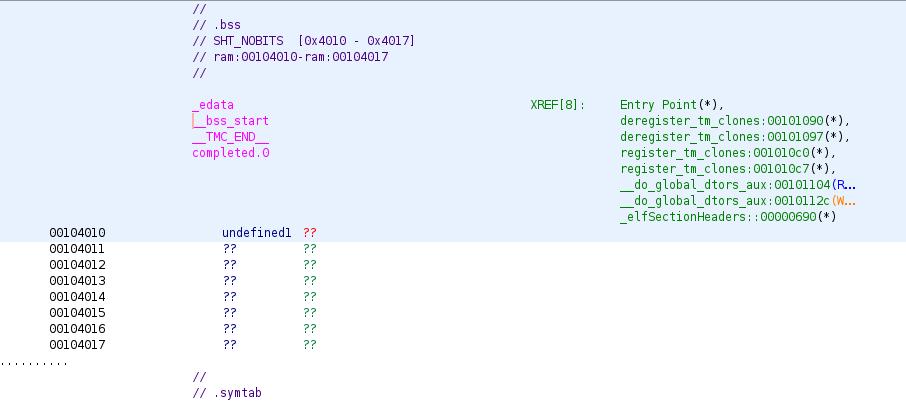 //
// .bss
// SHT_NOBITS [0x4010 - 0x4017]
// ram:00104010-ram:00104017
//
_edata XREF[8]: Entry Point(*),
__bss_start deregister_tm_clones:00101090(*),
__TMC_END__ deregister_tm_clones:00101097(*),
completed.0 register_tm_clones:001010c0(*),
register_tm_clones:001010c7(*),
__do_global_dtors_aux:00101104(R...
__do_global_dtors_aux:0010112c(W...
_elfSectionHeaders::00000690(*)
00104010 undefined1 ??
00104011 ?? ??
00104012 ?? ??
00104013 ?? ??
00104014 ?? ??
00104015 ?? ??
00104016 ?? ??
00104017 ?? ??
..........
//
// .symtab